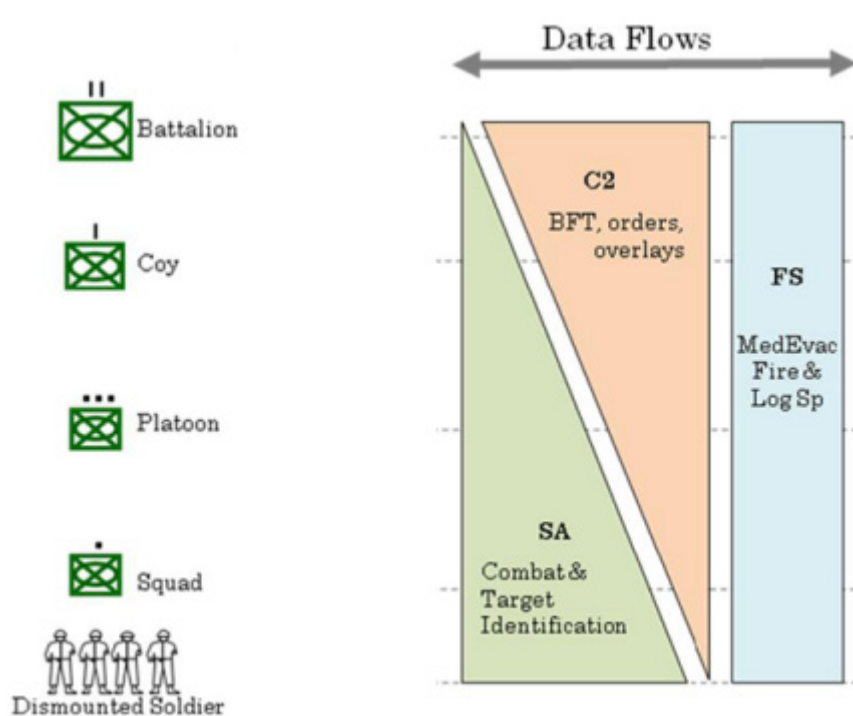 Data Flows
Battalion
C2
BFT, orders,
overlays
Coy
FS
MedEvac
Fire &
Log Sp
Platoon
SA
Combat &
Target
Identification
Squad
Dismounted Soldier